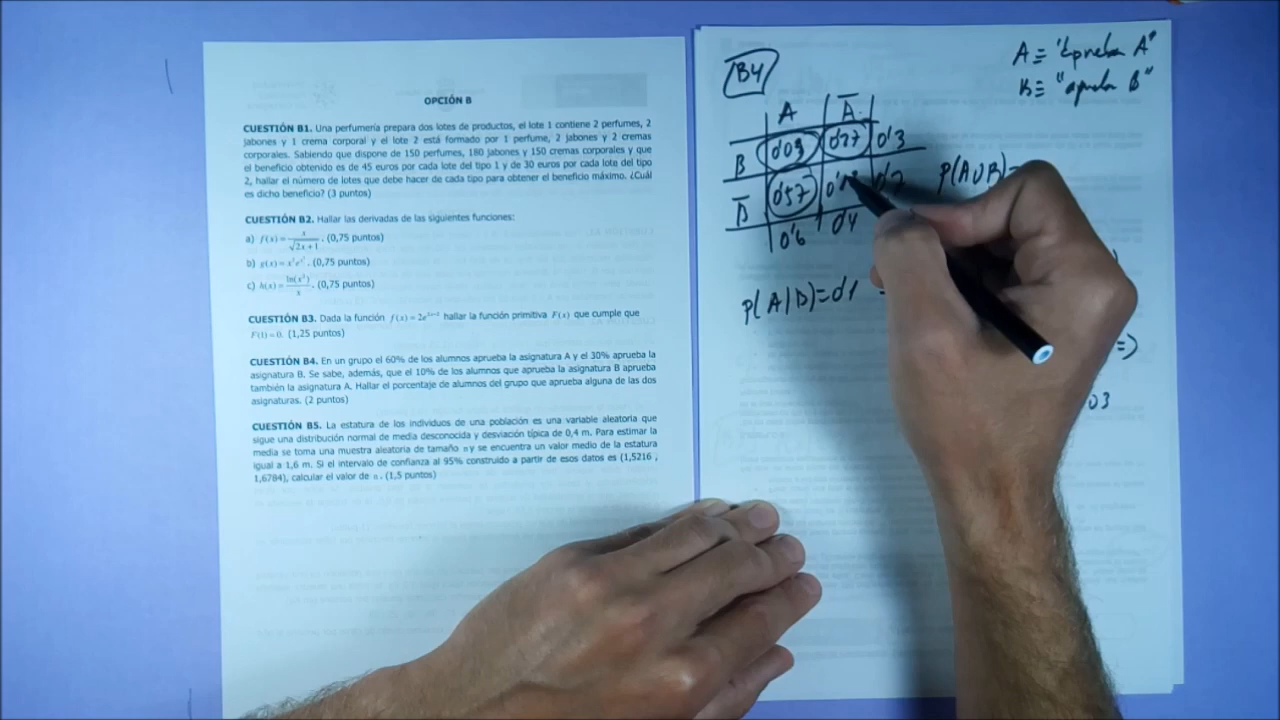 OPCIÓN B
CUESTIÓN B1. Una perfumería prepara dos lotes de productos, el lote 1 contiene 2 perfumes, 2
jabones y 1 crema corporal y el lote 2 está formado por 1 perfume, 2 jabones y 2 cremas
corporales. Sabiendo que dispone de 150 perfumes, 180 jabones y 150 cremas corporales y que
el beneficio obtenido es de 45 euros por cada lote del tipo 1 y de 30 euros por cada lote del tipo
2, hallar el número de lotes que debe hacer de cada tipo para obtener el beneficio máximo. ¿Cuál
es dicho beneficio? (3 puntos)
CUESTIÓN B2. Hallar las derivadas de las siguientes funciones:
a) f(x) = x / √2x + 1 . (0,75 puntos)
b) (0,75 puntos)
c) h(x) = ln(x²) / x . (0,75 puntos)
CUESTIÓN B3. Dada la función hallar la función primitiva F(x) que cumple que
F(1) = 0. (1,25 puntos)
CUESTIÓN B4. En un grupo el 60% de los alumnos aprueba la asignatura A y el 30% aprueba la
asignatura B. Se sabe, además, que el 10% de los alumnos que aprueba la asignatura B aprueba
también la asignatura A. Hallar el porcentaje de alumnos del grupo que aprueba alguna de las dos
asignaturas. (2 puntos)
CUESTIÓN B5. La estatura de los individuos de una población es una variable aleatoria que
sigue una distribución normal de media desconocida y desviación típica de 0,4 m. Para estimar la
media se toma una muestra aleatoria de tamaño n y se encuentra un valor medio de la estatura
igual a 1,6 m. Si el intervalo de confianza al 95% construido a partir de esos datos es (1,5216 ,
1,6784), calcular el valor de n . (1,5 puntos)
B4
A ≡ "aprueba A"
B ≡ "aprueba B"
A Ā
B 0'03 0'27 0'3
B̄ 0'57 0'7
0'6 0'4
P(A∪B)=
P(A|B)=0'1 =
=)
03